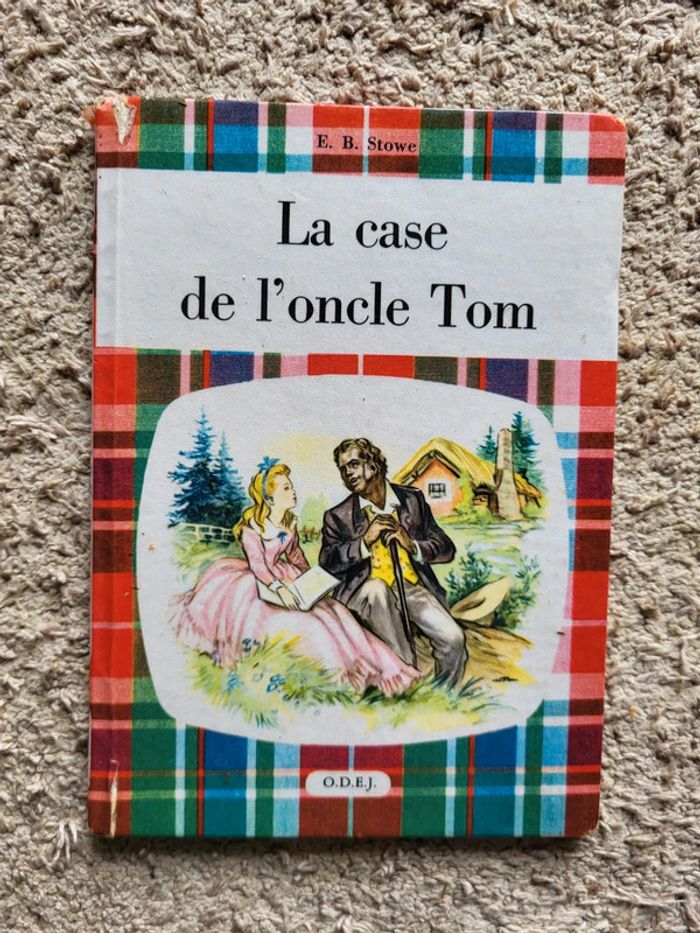 E. B. Stowe
La case
de l'oncle Tom
O.D.E.J.